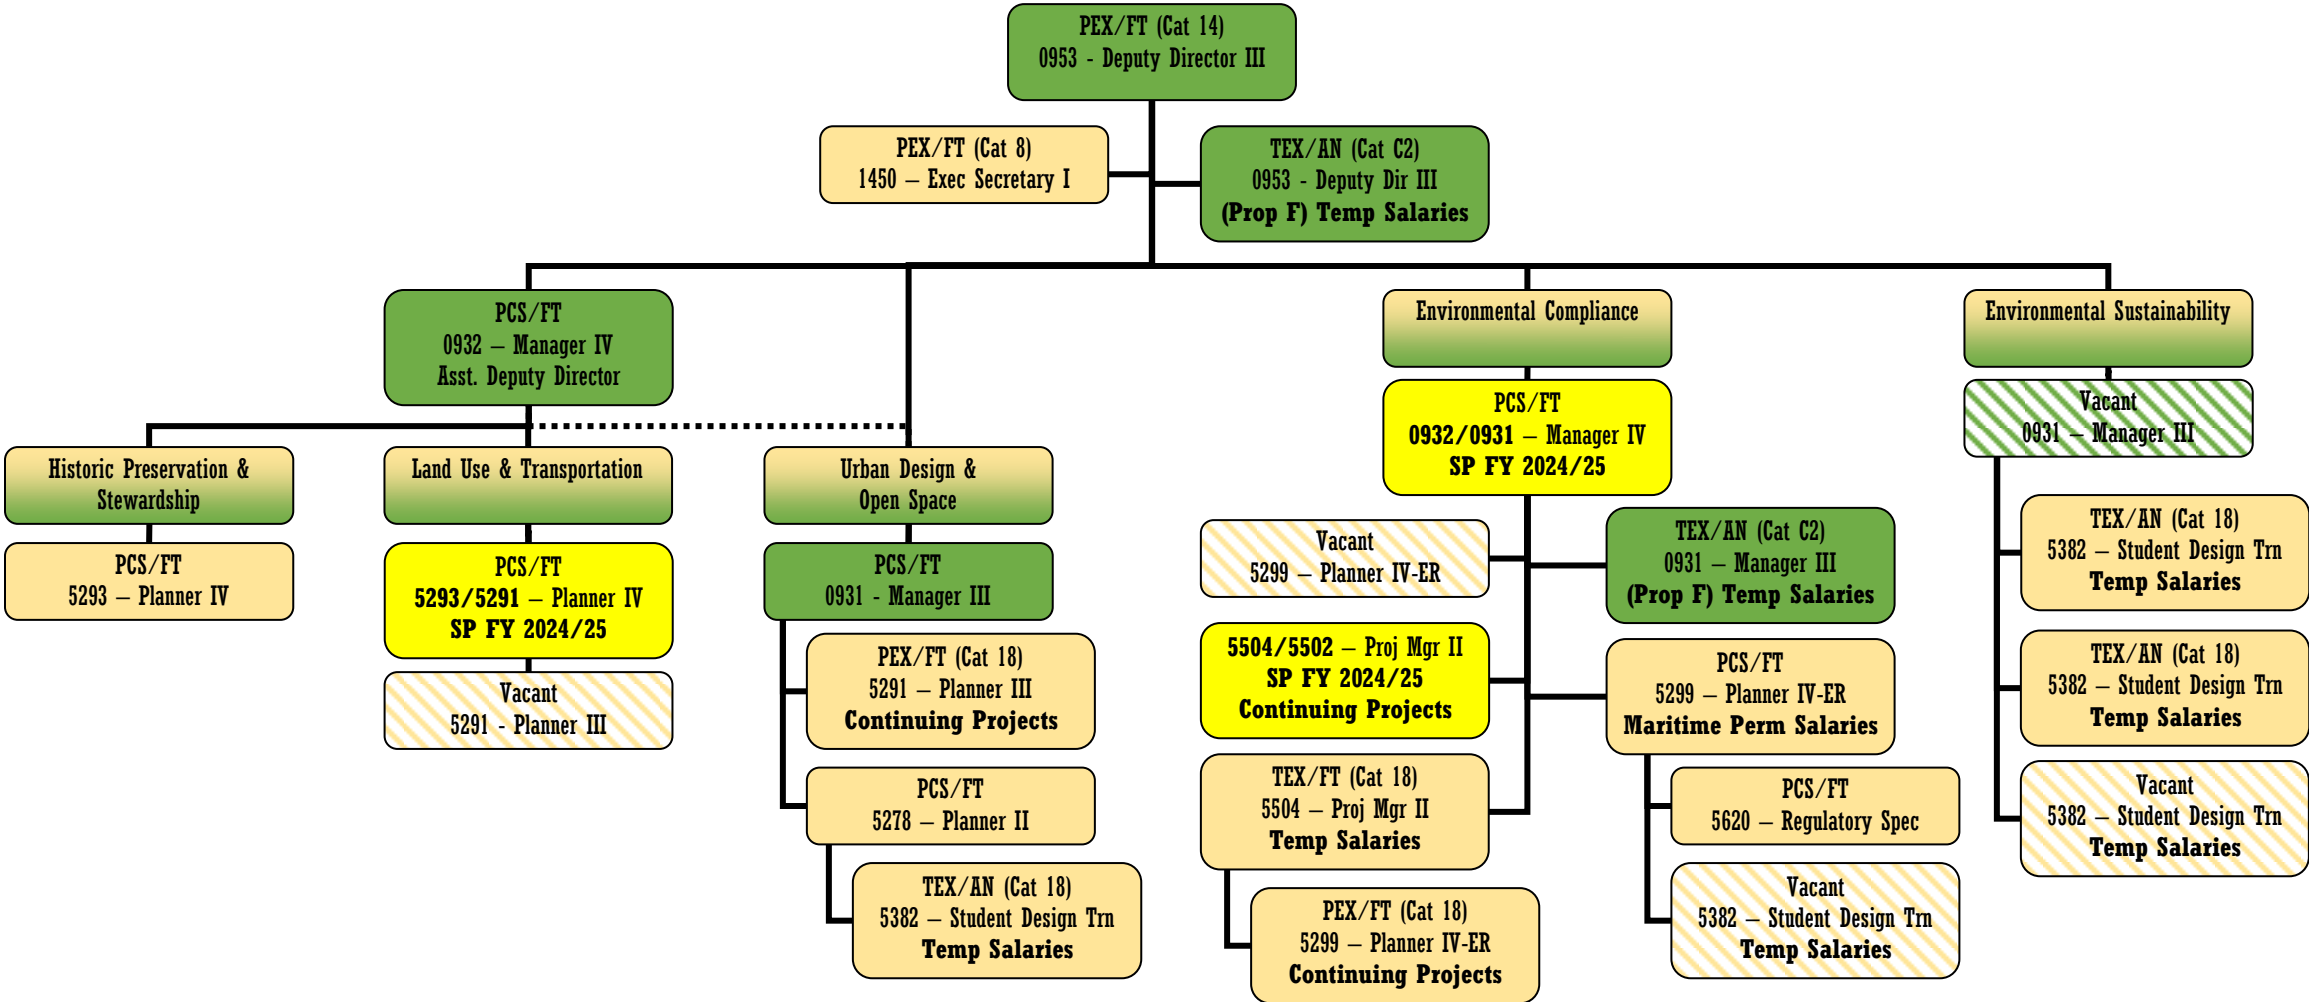 PEX/FT (Cat 14)
0953 - Deputy Director III
PEX/FT (Cat 8)
1450 – Exec Secretary I
TEX/AN (Cat C2)
0953 - Deputy Dir III
(Prop F) Temp Salaries
PCS/FT
0932 – Manager IV
Asst. Deputy Director
Historic Preservation &
Stewardship
PCS/FT
5293 – Planner IV
Land Use & Transportation
PCS/FT
5293/5291 – Planner IV
SP FY 2024/25
Vacant
5291 - Planner III
Urban Design &
Open Space
PCS/FT
0931 - Manager III
PEX/FT (Cat 18)
5291 – Planner III
Continuing Projects
PCS/FT
5278 – Planner II
TEX/AN (Cat 18)
5382 – Student Design Trn
Temp Salaries
Environmental Compliance
PCS/FT
0932/0931 – Manager IV
SP FY 2024/25
Vacant
5299 – Planner IV-ER
TEX/AN (Cat C2)
0931 – Manager III
(Prop F) Temp Salaries
5504/5502 – Proj Mgr II
SP FY 2024/25
Continuing Projects
PCS/FT
5299 – Planner IV-ER
Maritime Perm Salaries
TEX/FT (Cat 18)
5504 – Proj Mgr II
Temp Salaries
PEX/FT (Cat 18)
5299 – Planner IV-ER
Continuing Projects
PCS/FT
5620 – Regulatory Spec
Vacant
5382 – Student Design Trn
Temp Salaries
Environmental Sustainability
Vacant
0931 – Manager III
TEX/AN (Cat 18)
5382 – Student Design Trn
Temp Salaries
TEX/AN (Cat 18)
5382 – Student Design Trn
Temp Salaries
Vacant
5382 – Student Design Trn
Temp Salaries